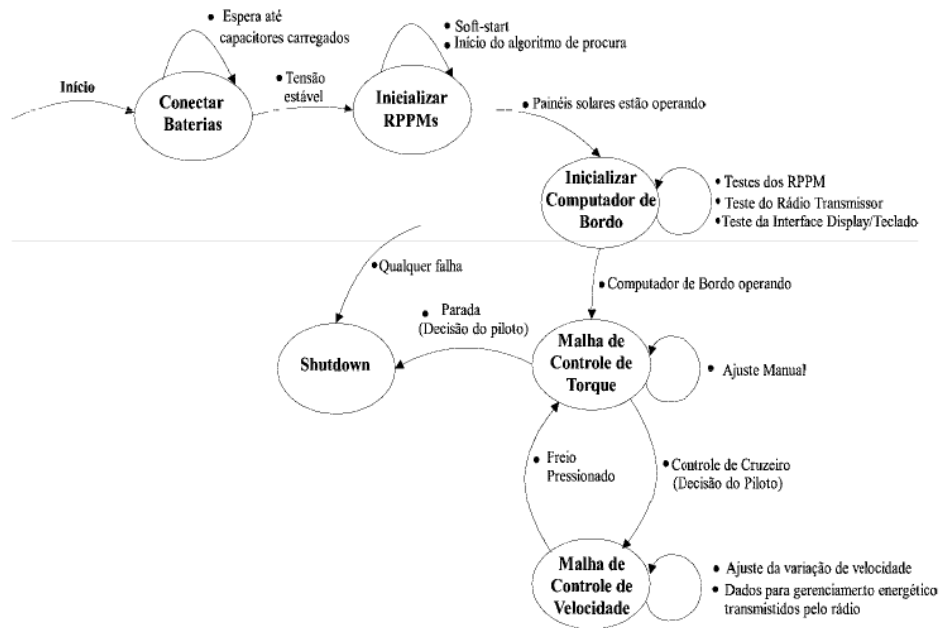 • Espera até
capacitores carregados
• Soft-start
• Início do algoritmo de procura
Início
Conectar
Baterias
• Tensão
estável
Inicializar
RPPMs
• Painéis solares estão operando
Inicializar
Computador de
Bordo
• Testes dos RPPM
• Teste do Rádio Transmissor
• Teste da Interface Display/Teclado
• Qualquer falha
• Computador de Bordo operando
• Parada
(Decisão do piloto)
Shutdown
Malha de
Controle de
Torque
• Ajuste Manual
• Freio
Pressionado
• Controle de Cruzeiro
(Decisão do Piloto)
Malha de
Controle de
Velocidade
• Ajuste da variação de velocidade
• Dados para gerenciamento energético
transmitidos pelo rádio